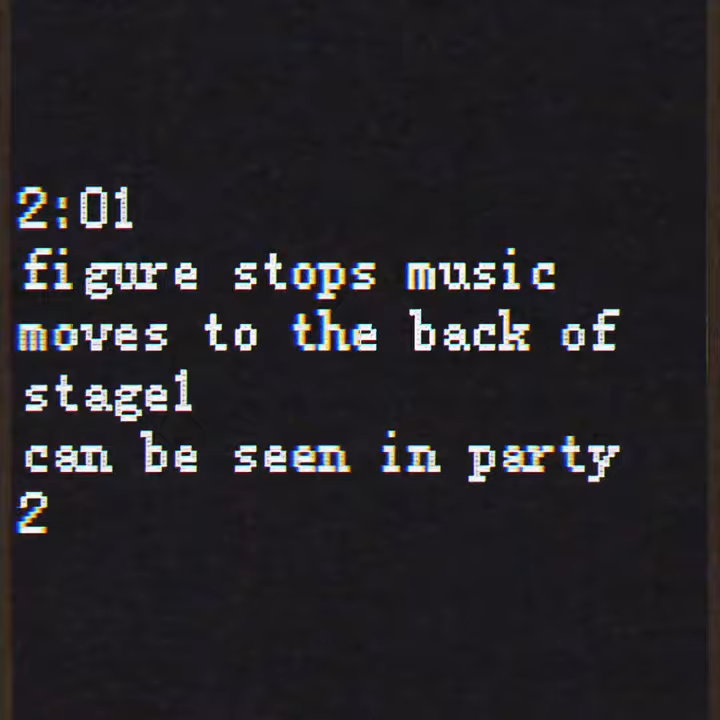 2:01
figure stops music
moves to the back of
stage1
can be seen in party
2